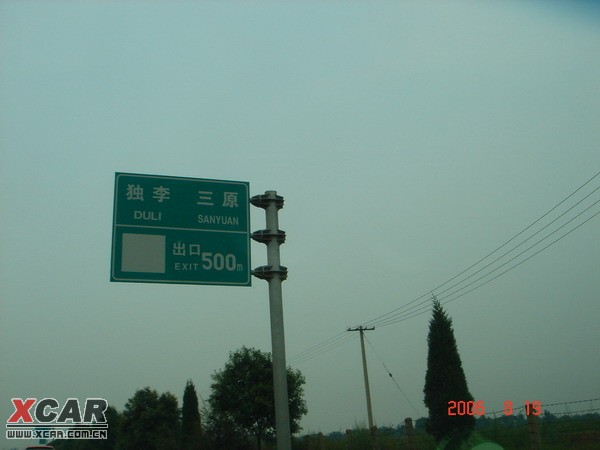 独李 三原
DULI SANYUAN
出口
EXIT 500m
XCAR
WWW.XCAR.COM.CN
2006 9 19